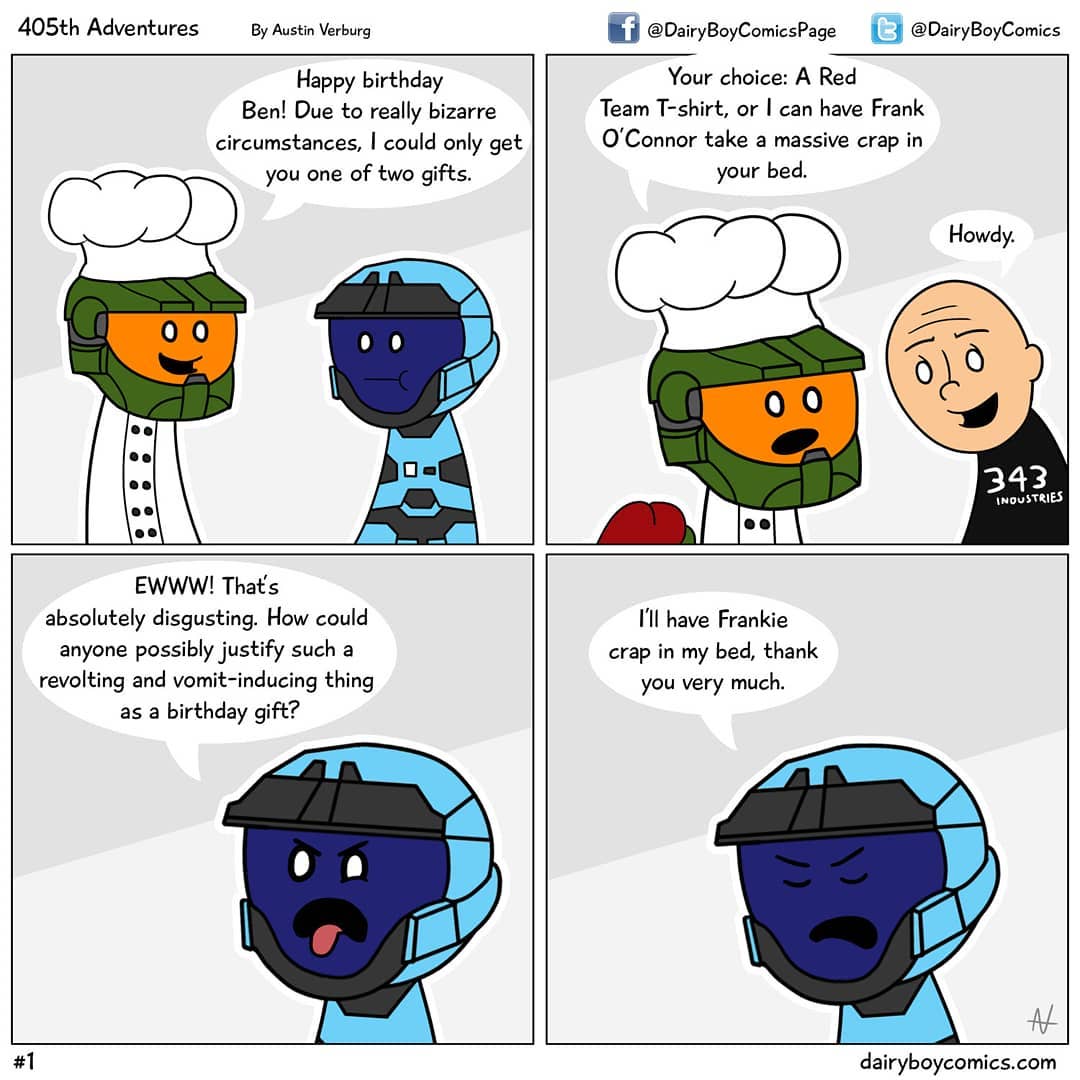 405th Adventures
By Austin Verburg
@DairyBoyComicsPage
@DairyBoyComics
Happy birthday
Ben! Due to really bizarre
circumstances, I could only get
you one of two gifts.
Your choice: A Red
Team T-shirt, or I can have Frank
O'Connor take a massive crap in
your bed.
Howdy.
343
INDUSTRIES
EWWW! That's
absolutely disgusting. How could
anyone possibly justify such a
revolting and vomit-inducing thing
as a birthday gift?
I'll have Frankie
crap in my bed, thank
you very much.
#1
dairyboycomics.com